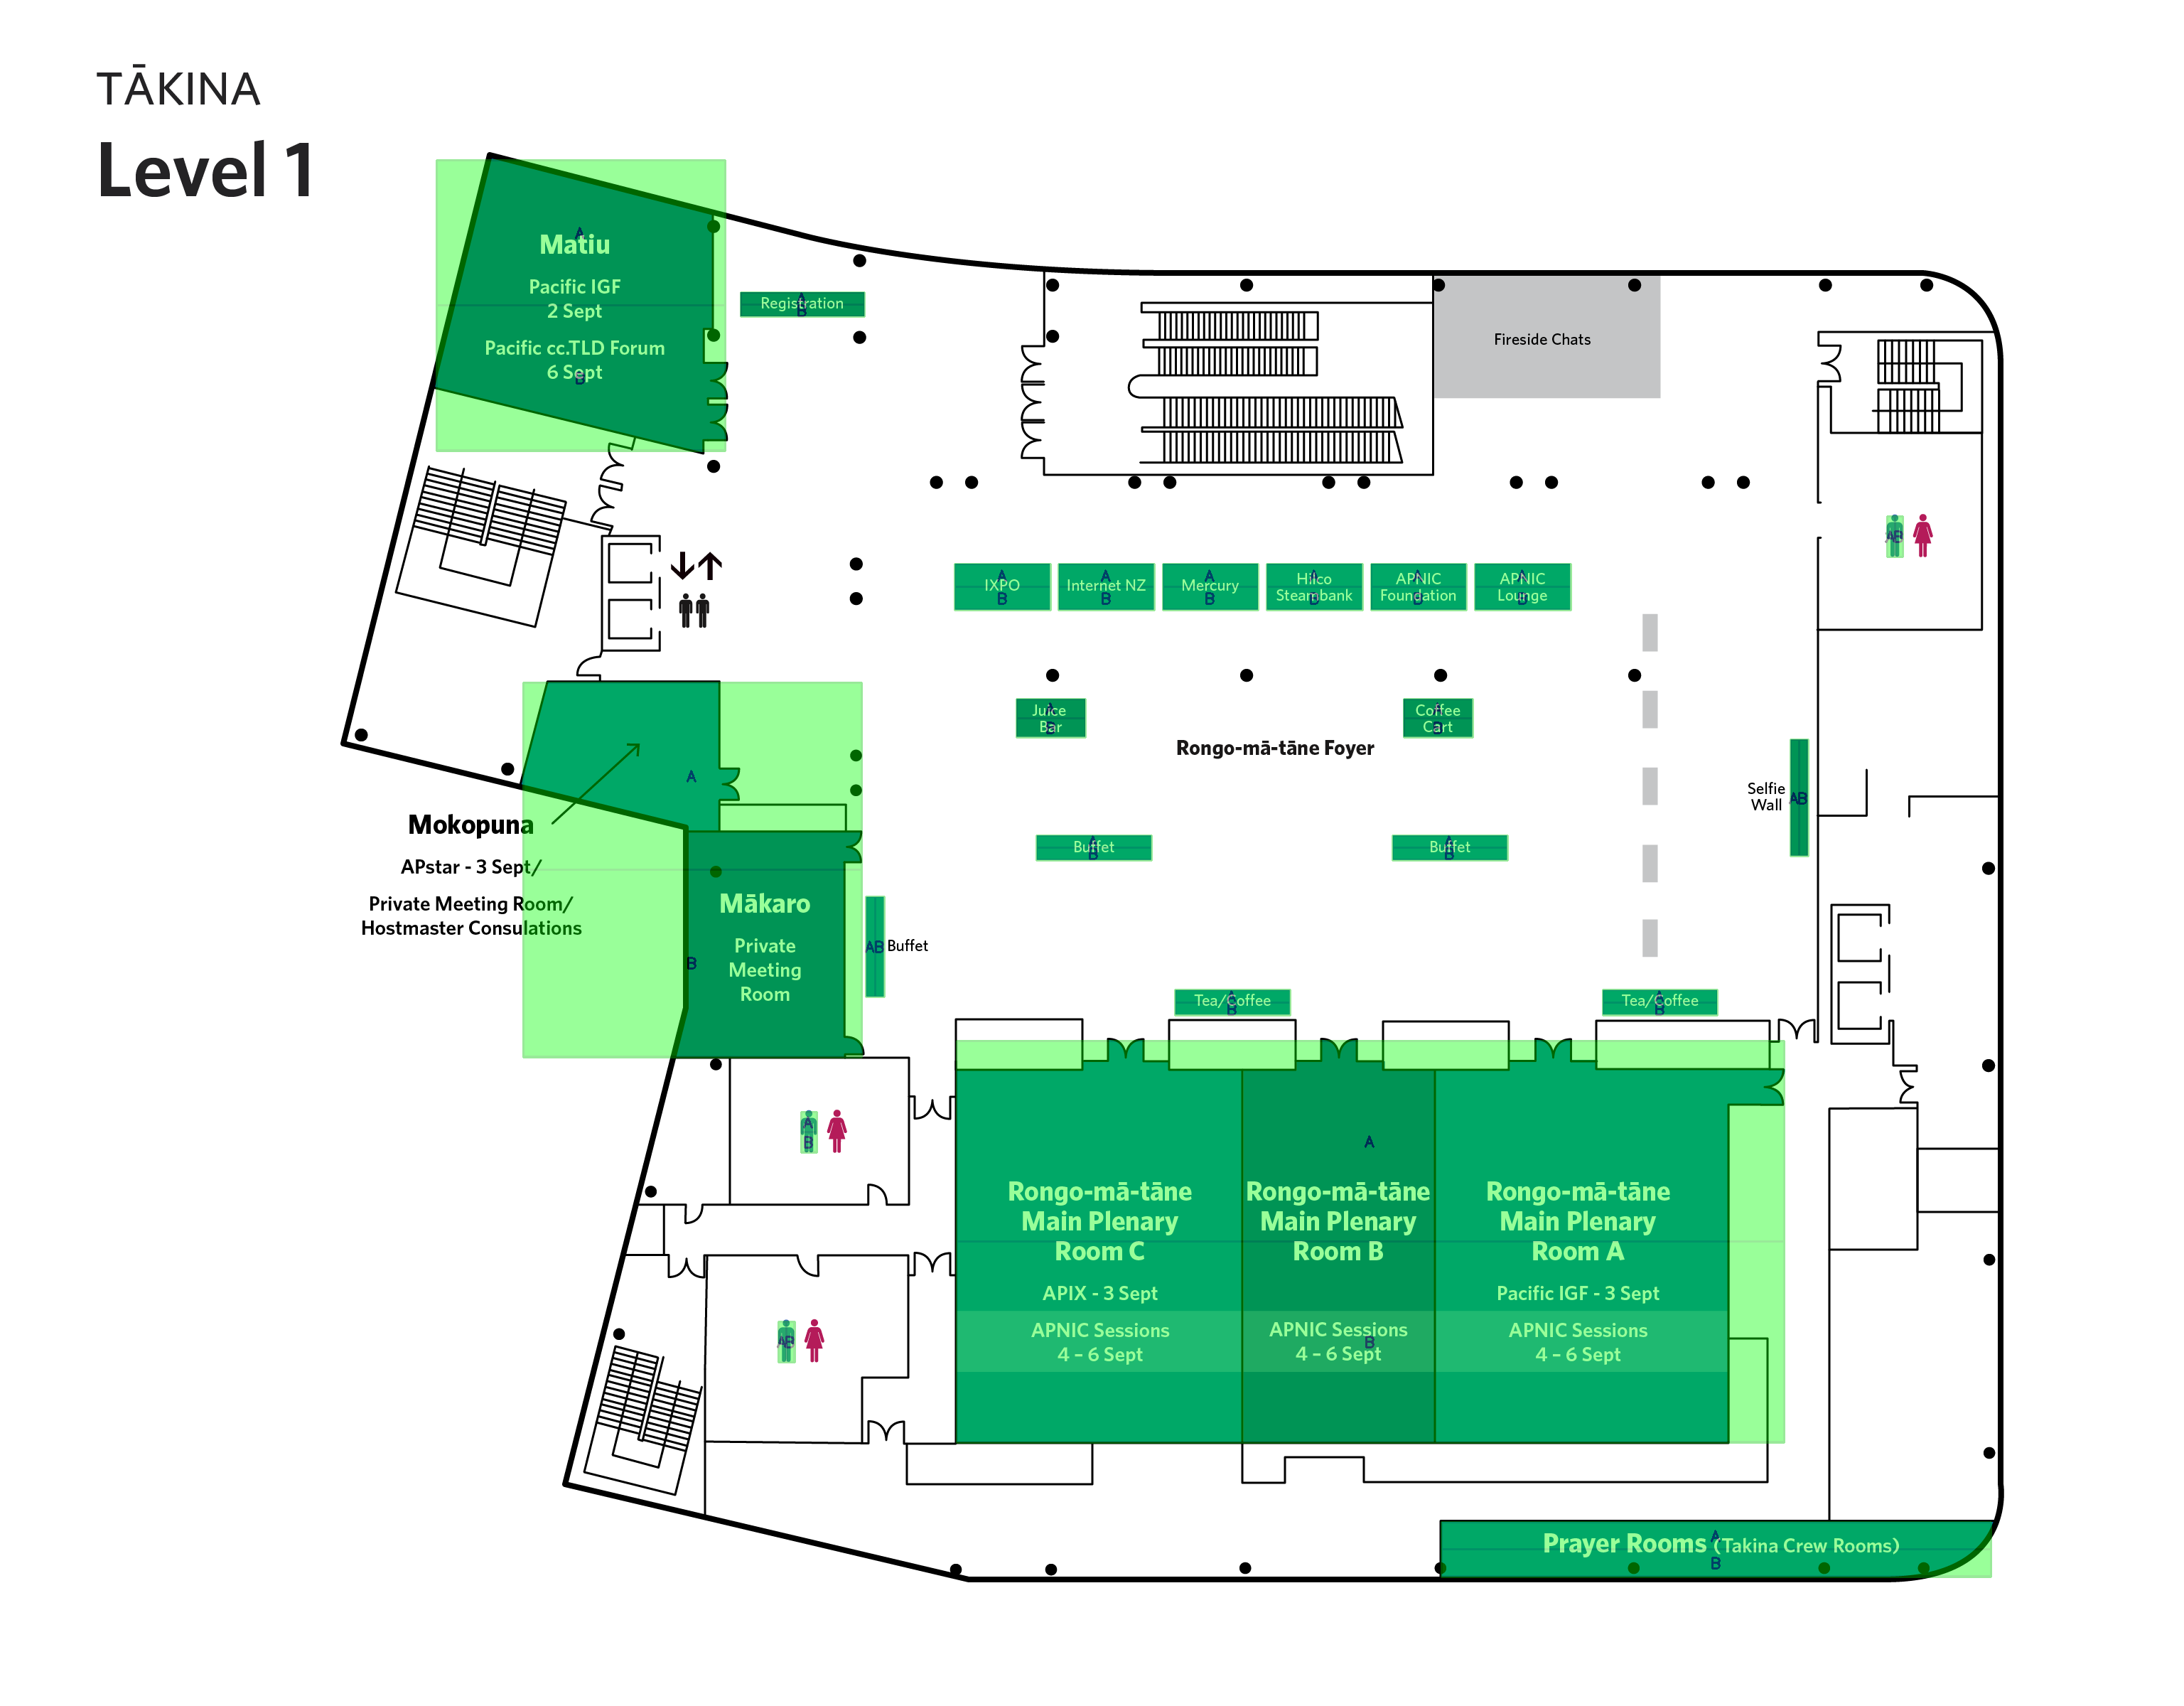 TĀKINA
Level 1
Matiu
Pacific IGF
2 Sept
Pacific cc.TLD Forum
6 Sept
A
B
Registration
A
B
Fireside Chats
AB
IXPO
A
B
Internet NZ
A
B
Mercury
A
B
Hilco
Steambank
A
B
APNIC
Foundation
A
B
APNIC
Lounge
A
B
Juice
Bar
A
B
Coffee
Cart
A
B
Rongo-mā-tāne Foyer
Selfie
Wall
AB
Mokopuna
APstar - 3 Sept/
Private Meeting Room/
Hostmaster Consulations
A
B
Mākaro
Private
Meeting
Room
AB
Buffet
Buffet
A
B
Buffet
A
B
Tea/Coffee
A
B
Tea/Coffee
A
B
A
B
AB
Rongo-mā-tāne
Main Plenary
Room C
APIX - 3 Sept
APNIC Sessions
4 – 6 Sept
A
Rongo-mā-tāne
Main Plenary
Room B
APNIC Sessions
4 – 6 Sept
B
Rongo-mā-tāne
Main Plenary
Room A
Pacific IGF - 3 Sept
APNIC Sessions
4 – 6 Sept
Prayer Rooms (Takina Crew Rooms)
A
B